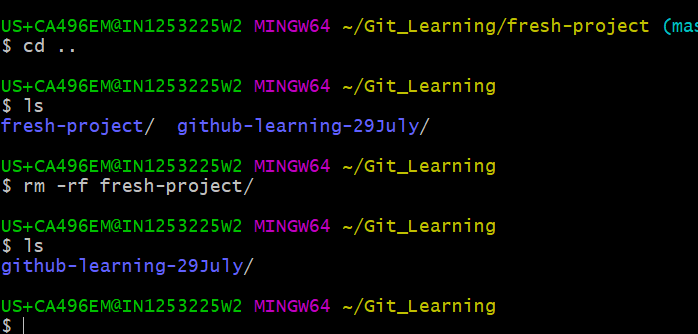 US+CA496EM@IN1253225W2 MINGW64 ~/Git_Learning/fresh-project (mas
$ cd ..
US+CA496EM@IN1253225W2 MINGW64 ~/Git_Learning
$ ls
fresh-project/  github-learning-29July/
US+CA496EM@IN1253225W2 MINGW64 ~/Git_Learning
$ rm -rf fresh-project/
US+CA496EM@IN1253225W2 MINGW64 ~/Git_Learning
$ ls
github-learning-29July/
US+CA496EM@IN1253225W2 MINGW64 ~/Git_Learning
$